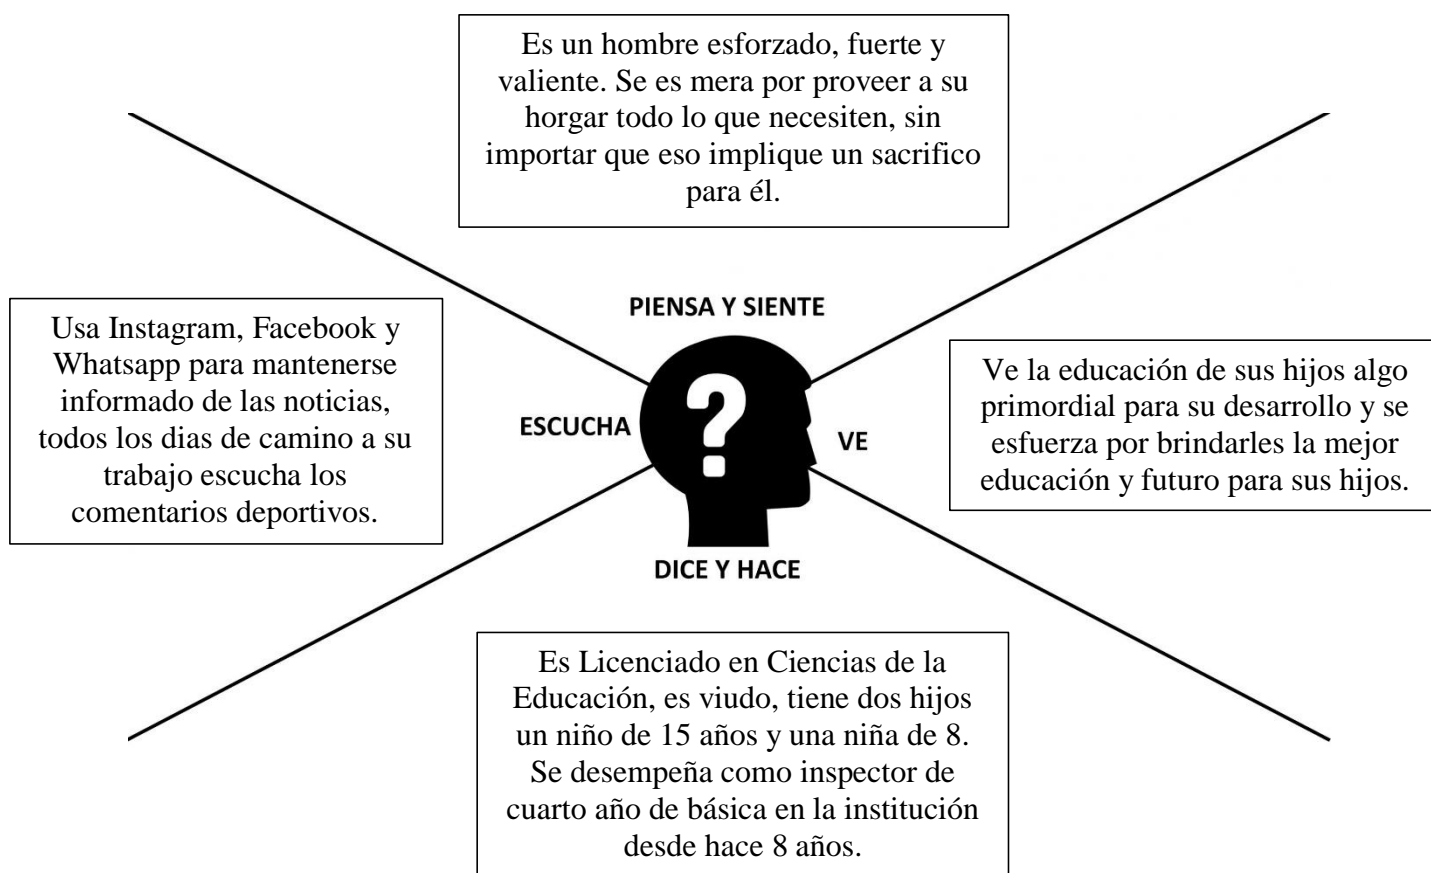 Es un hombre esforzado, fuerte y
valiente. Se es mera por proveer a su
horgar todo lo que necesiten, sin
importar que eso implique un sacrifico
para él.
PIENSA Y SIENTE
Usa Instagram, Facebook y
Whatsapp para mantenerse
informado de las noticias,
todos los dias de camino a su
trabajo escucha los
comentarios deportivos.
ESCUCHA
?
VE
Ve la educación de sus hijos algo
primordial para su desarrollo y se
esfuerza por brindarles la mejor
educación y futuro para sus hijos.
DICE Y HACE
Es Licenciado en Ciencias de la
Educación, es viudo, tiene dos hijos
un niño de 15 años y una niña de 8.
Se desempeña como inspector de
cuarto año de básica en la institución
desde hace 8 años.